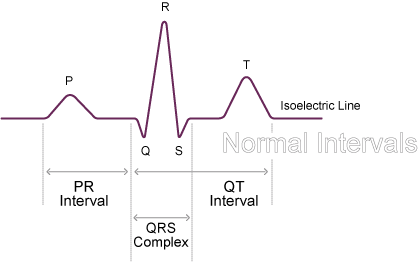 R
P
T
Isoelectric Line
Q
S
Normal Intervals
PR
Interval
QT
Interval
QRS
Complex